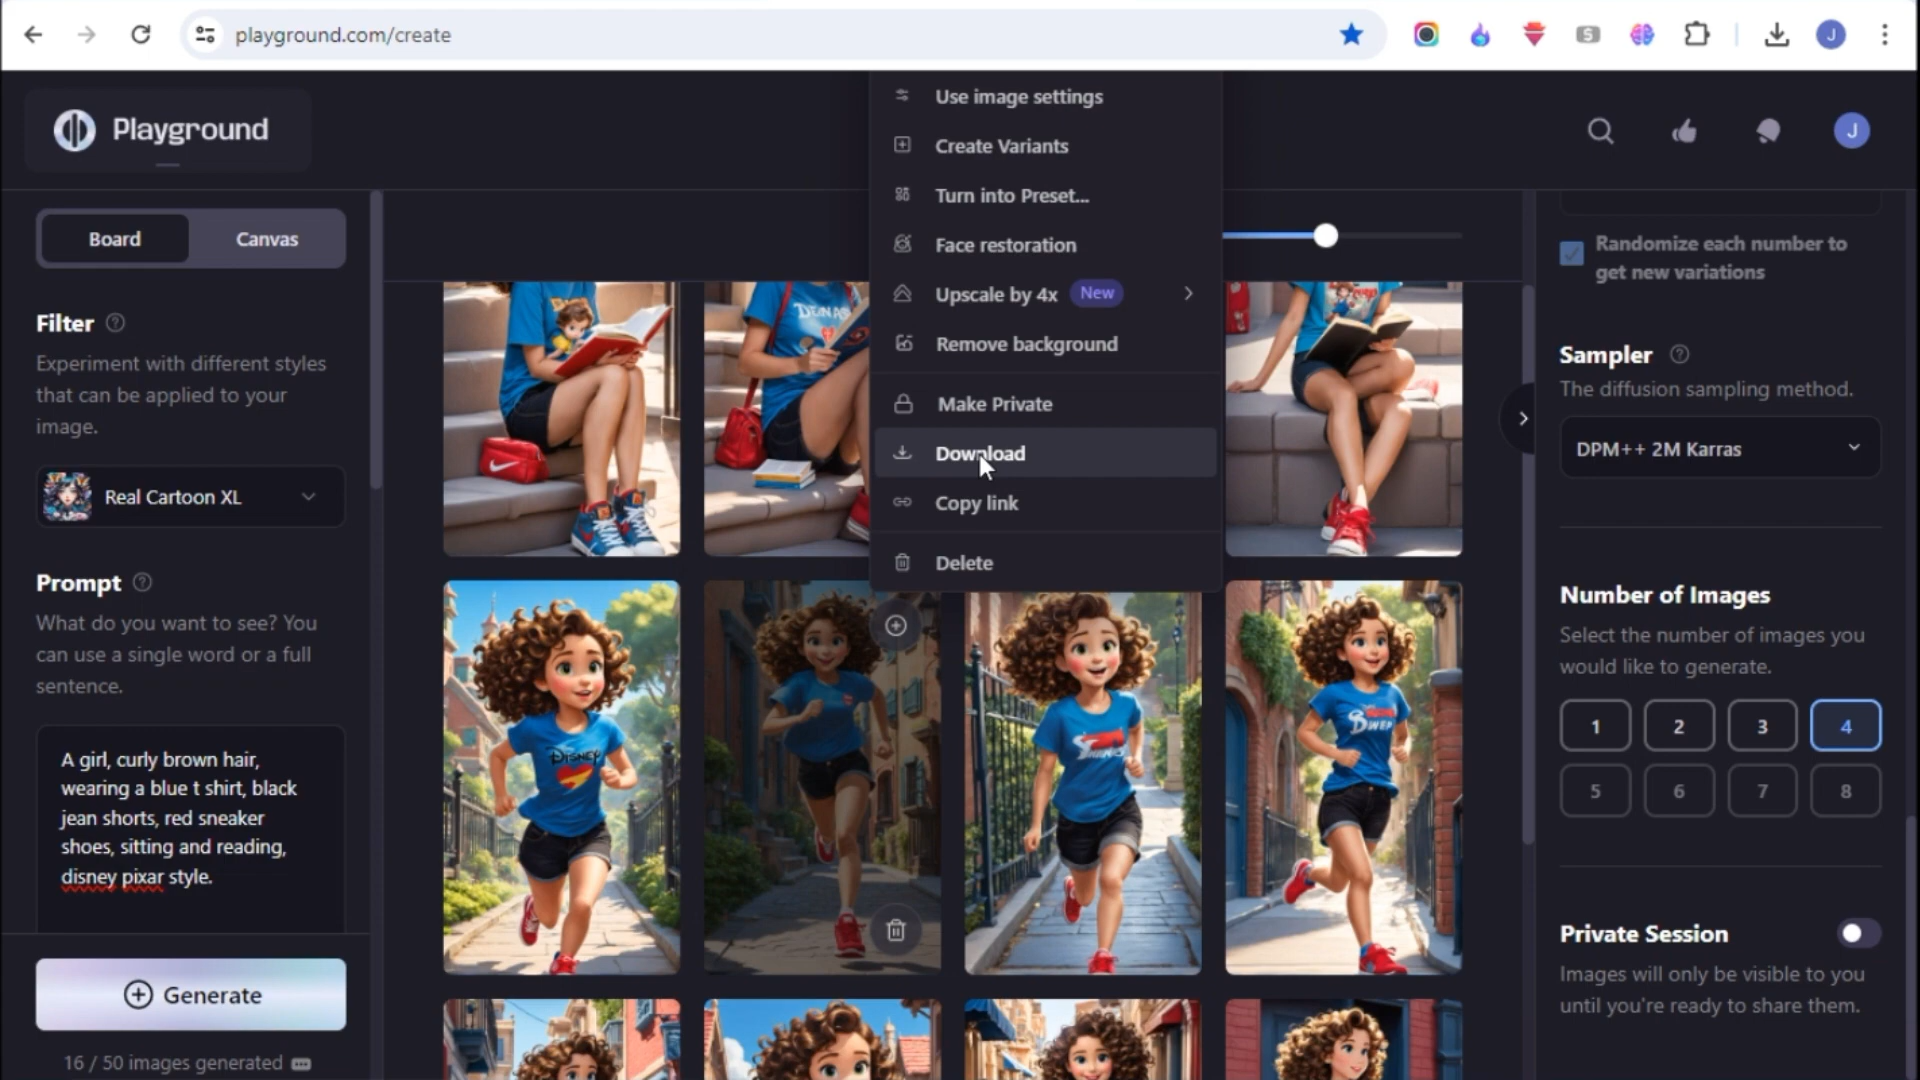 playground.com/create
J
Playground
J
Board
Canvas
Filter
Experiment with different styles
that can be applied to your
image.
Real Cartoon XL
Prompt
What do you want to see? You
can use a single word or a full
sentence.
A girl, curly brown hair,
wearing a blue t shirt, black
jean shorts, red sneaker
shoes, sitting and reading,
disney pixar style.
Generate
16 / 50 images generated
Use image settings
Create Variants
Turn into Preset...
Face restoration
Upscale by 4x New
Remove background
Make Private
Download
Copy link
Delete
DISNEY
Randomize each number to
get new variations
Sampler
The diffusion sampling method.
DPM++ 2M Karras
Number of Images
Select the number of images you
would like to generate.
1 2 3 4
5 6 7 8
Private Session
Images will only be visible to you
until you're ready to share them.